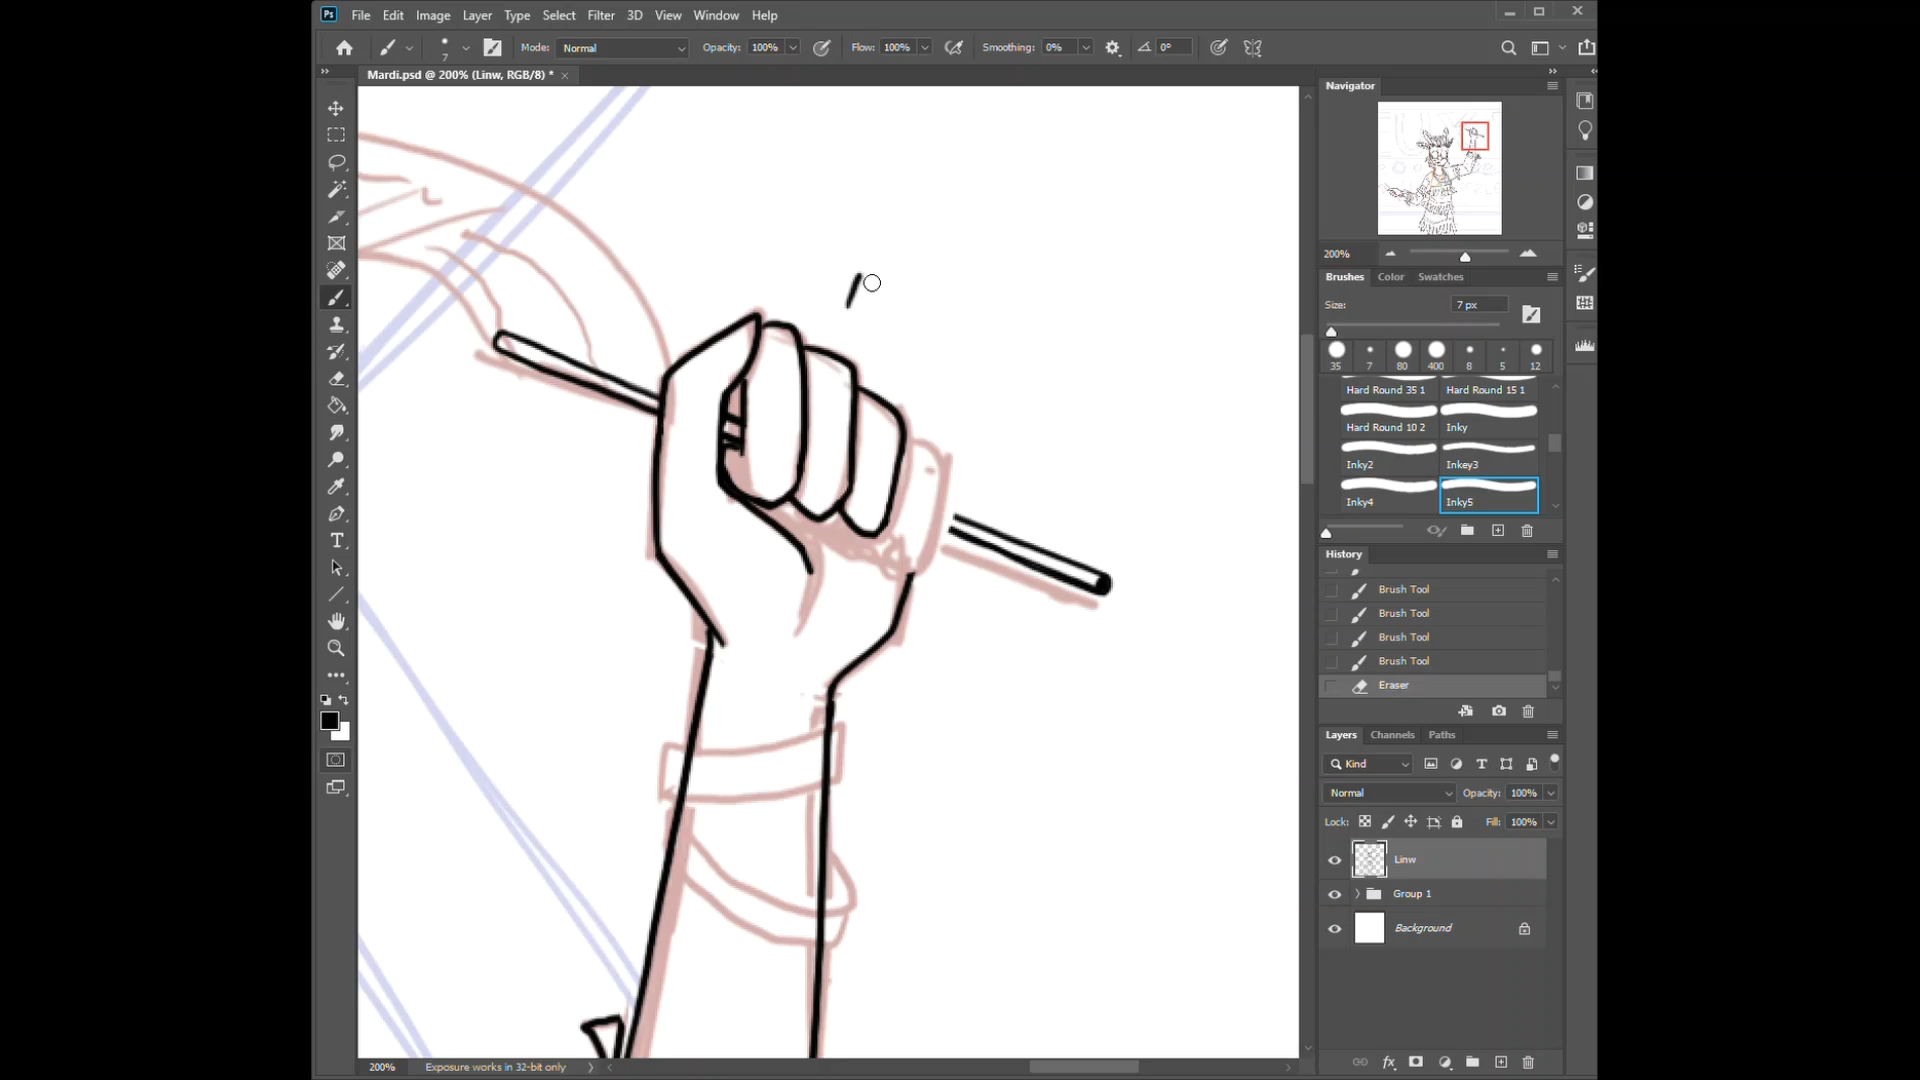 Ps File Edit Image Layer Type Select Filter 3D View Window Help
7 Mode: Normal Opacity: 100% Flow: 100% Smoothing: 0% 0°
Mardi.psd @ 200% (Linw, RGB/8) *
Navigator
200%
Brushes Color Swatches
Size: 7 px
35 7 80 400 8 5 12
Hard Round 35 1 Hard Round 15 1
Hard Round 10 2 Inky
Inky2 Inkey3
Inky4 Inky5
History
Brush Tool
Brush Tool
Brush Tool
Brush Tool
Eraser
Layers Channels Paths
Kind
Normal Opacity: 100%
Lock: Fill: 100%
Linw
Group 1
Background
200% Exposure works in 32-bit only